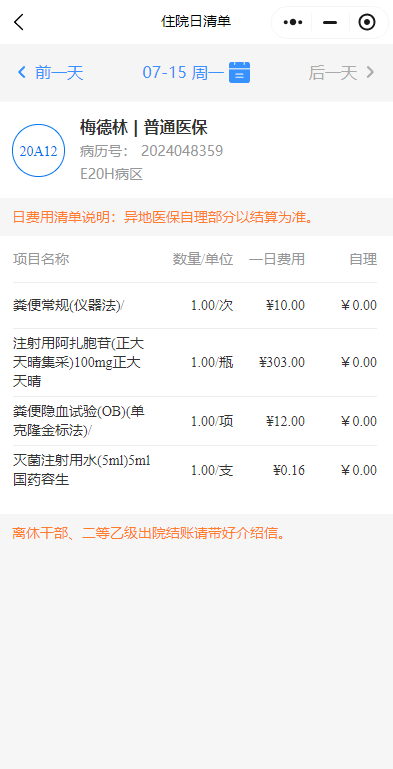 住院日清单
前一天 07-15 周一 后一天
20A12
梅德林 | 普通医保
病历号： 2024048359
E20H病区
日费用清单说明：异地医保自理部分以结算为准。
项目名称 数量/单位 一日费用 自理
粪便常规(仪器法)/ 1.00/次 ¥10.00 ￥0.00
注射用阿扎胞苷(正大
天晴集采)100mg正大 1.00/瓶 ¥303.00 ￥0.00
天晴
粪便隐血试验(OB)(单
克隆金标法)/ 1.00/项 ¥12.00 ￥0.00
灭菌注射用水(5ml)5ml
国药容生 1.00/支 ¥0.16 ￥0.00
离休干部、二等乙级出院结账请带好介绍信。